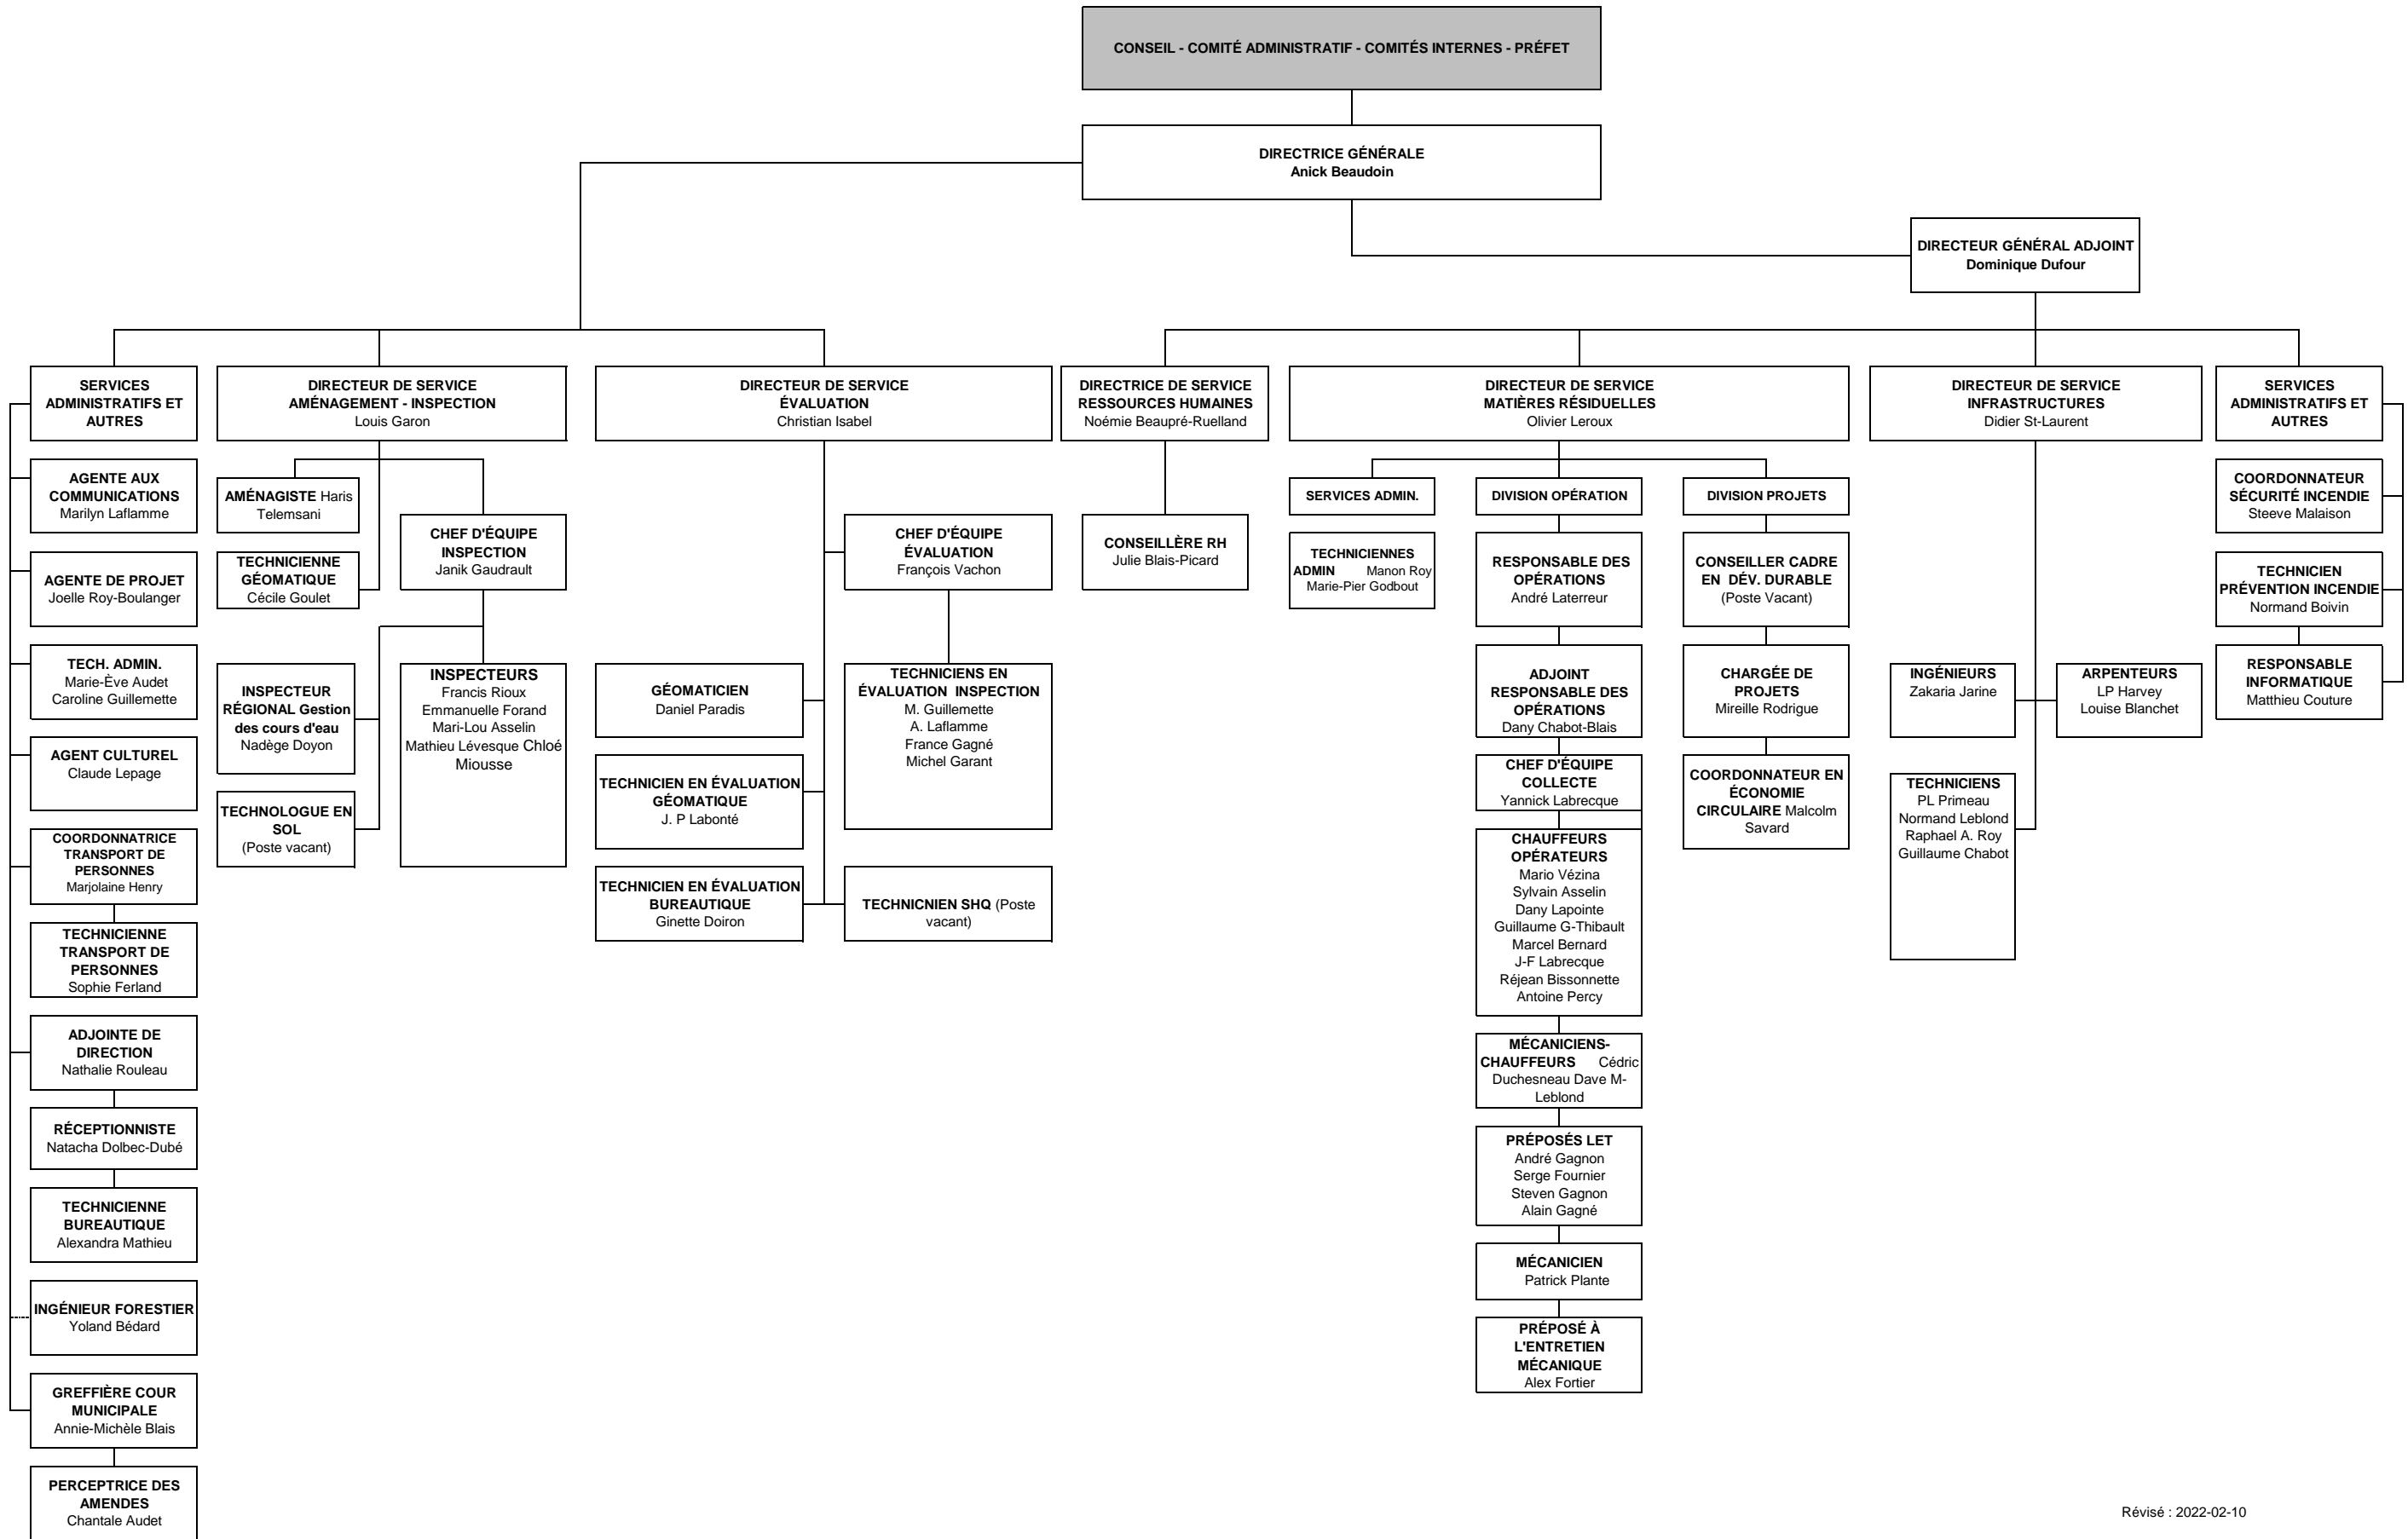 CONSEIL - COMITÉ ADMINISTRATIF - COMITÉS INTERNES - PRÉFET
DIRECTRICE GÉNÉRALE
Anick Beaudoin
DIRECTEUR GÉNÉRAL ADJOINT
Dominique Dufour
SERVICES
ADMINISTRATIFS ET
AUTRES
AGENTE AUX
COMMUNICATIONS
Marilyn Laflamme
AGENTE DE PROJET
Joelle Roy-Boulanger
TECH. ADMIN.
Marie-Ève Audet
Caroline Guillemette
AGENT CULTUREL
Claude Lepage
COORDONNATRICE
TRANSPORT DE
PERSONNES
Marjolaine Henry
TECHNICIENNE
TRANSPORT DE
PERSONNES
Sophie Ferland
ADJOINTE DE
DIRECTION
Nathalie Rouleau
RÉCEPTIONNISTE
Natacha Dolbec-Dubé
TECHNICIENNE
BUREAUTIQUE
Alexandra Mathieu
INGÉNIEUR FORESTIER
Yoland Bédard
GREFFIÈRE COUR
MUNICIPALE
Annie-Michèle Blais
PERCEPTRICE DES
AMENDES
Chantale Audet
DIRECTEUR DE SERVICE
AMÉNAGEMENT - INSPECTION
Louis Garon
AMÉNAGISTE Haris
Telemsani
TECHNICIENNE
GÉOMATIQUE
Cécile Goulet
CHEF D'ÉQUIPE
INSPECTION
Janik Gaudrault
INSPECTEUR
RÉGIONAL Gestion
des cours d'eau
Nadège Doyon
TECHNOLOGUE EN
SOL
(Poste vacant)
INSPECTEURS
Francis Rioux
Emmanuelle Forand
Mari-Lou Asselin
Mathieu Lévesque Chloé
Miousse
DIRECTEUR DE SERVICE
ÉVALUATION
Christian Isabel
CHEF D'ÉQUIPE
ÉVALUATION
François Vachon
GÉOMATICIEN
Daniel Paradis
TECHNICIEN EN ÉVALUATION
GÉOMATIQUE
J. P Labonté
TECHNICIEN EN ÉVALUATION
BUREAUTIQUE
Ginette Doiron
TECHNICIENS EN
ÉVALUATION INSPECTION
M. Guillemette
A. Laflamme
France Gagné
Michel Garant
TECHNICNIEN SHQ (Poste
vacant)
DIRECTRICE DE SERVICE
RESSOURCES HUMAINES
Noémie Beaupré-Ruelland
CONSEILLÈRE RH
Julie Blais-Picard
DIRECTEUR DE SERVICE
MATIÈRES RÉSIDUELLES
Olivier Leroux
SERVICES ADMIN.
TECHNICIENNES
ADMIN Manon Roy
Marie-Pier Godbout
DIVISION OPÉRATION
RESPONSABLE DES
OPÉRATIONS
André Laterreur
ADJOINT
RESPONSABLE DES
OPÉRATIONS
Dany Chabot-Blais
CHEF D'ÉQUIPE
COLLECTE
Yannick Labrecque
CHAUFFEURS
OPÉRATEURS
Mario Vézina
Sylvain Asselin
Dany Lapointe
Guillaume G-Thibault
Marcel Bernard
J-F Labrecque
Réjean Bissonnette
Antoine Percy
MÉCANICIENS-
CHAUFFEURS Cédric
Duchesneau Dave M-
Leblond
PRÉPOSÉS LET
André Gagnon
Serge Fournier
Steven Gagnon
Alain Gagné
MÉCANICIEN
Patrick Plante
PRÉPOSÉ À
L'ENTRETIEN
MÉCANIQUE
Alex Fortier
DIVISION PROJETS
CONSEILLER CADRE
EN DÉV. DURABLE
(Poste Vacant)
CHARGÉE DE
PROJETS
Mireille Rodrigue
COORDONNATEUR EN
ÉCONOMIE
CIRCULAIRE Malcolm
Savard
DIRECTEUR DE SERVICE
INFRASTRUCTURES
Didier St-Laurent
INGÉNIEURS
Zakaria Jarine
ARPENTEURS
LP Harvey
Louise Blanchet
TECHNICIENS
PL Primeau
Normand Leblond
Raphael A. Roy
Guillaume Chabot
SERVICES
ADMINISTRATIFS ET
AUTRES
COORDONNATEUR
SÉCURITÉ INCENDIE
Steeve Malaison
TECHNICIEN
PRÉVENTION INCENDIE
Normand Boivin
RESPONSABLE
INFORMATIQUE
Matthieu Couture
Révisé : 2022-02-10